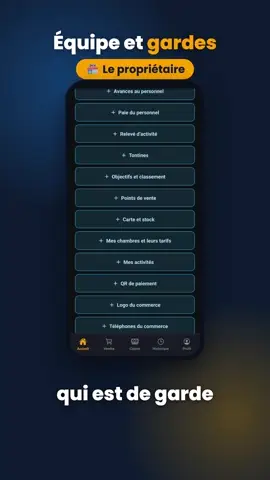 Équipe et gardes
Le propriétaire
+ Avances au personnel
+ Paie du personnel
+ Relevé d'activité
+ Tontines
+ Objectifs et classement
+ Points de vente
+ Carte et stock
+ Mes chambres et leurs tarifs
+ Mes activités
+ QR de paiement
+ Logo du commerce
+ Téléphones du commerce
Accueil
Vendre
Historique
Profil
qui est de garde